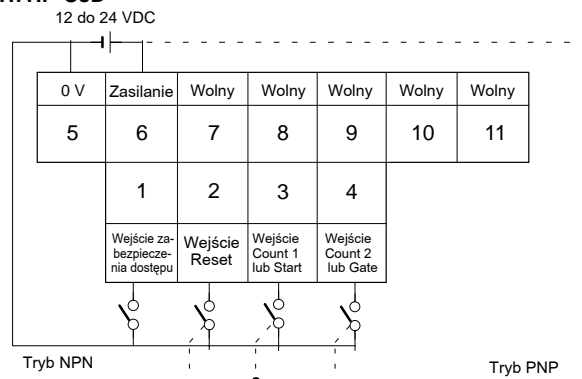 12 do 24 VDC
0 V Zasilanie Wolny Wolny Wolny Wolny Wolny
5 6 7 8 9 10 11
1 2 3 4
Wejście za-
bezpiecze-
nia dostępu
Wejście
Reset
Wejście
Count 1
lub Start
Wejście
Count 2
lub Gate
Tryb NPN
Tryb PNP